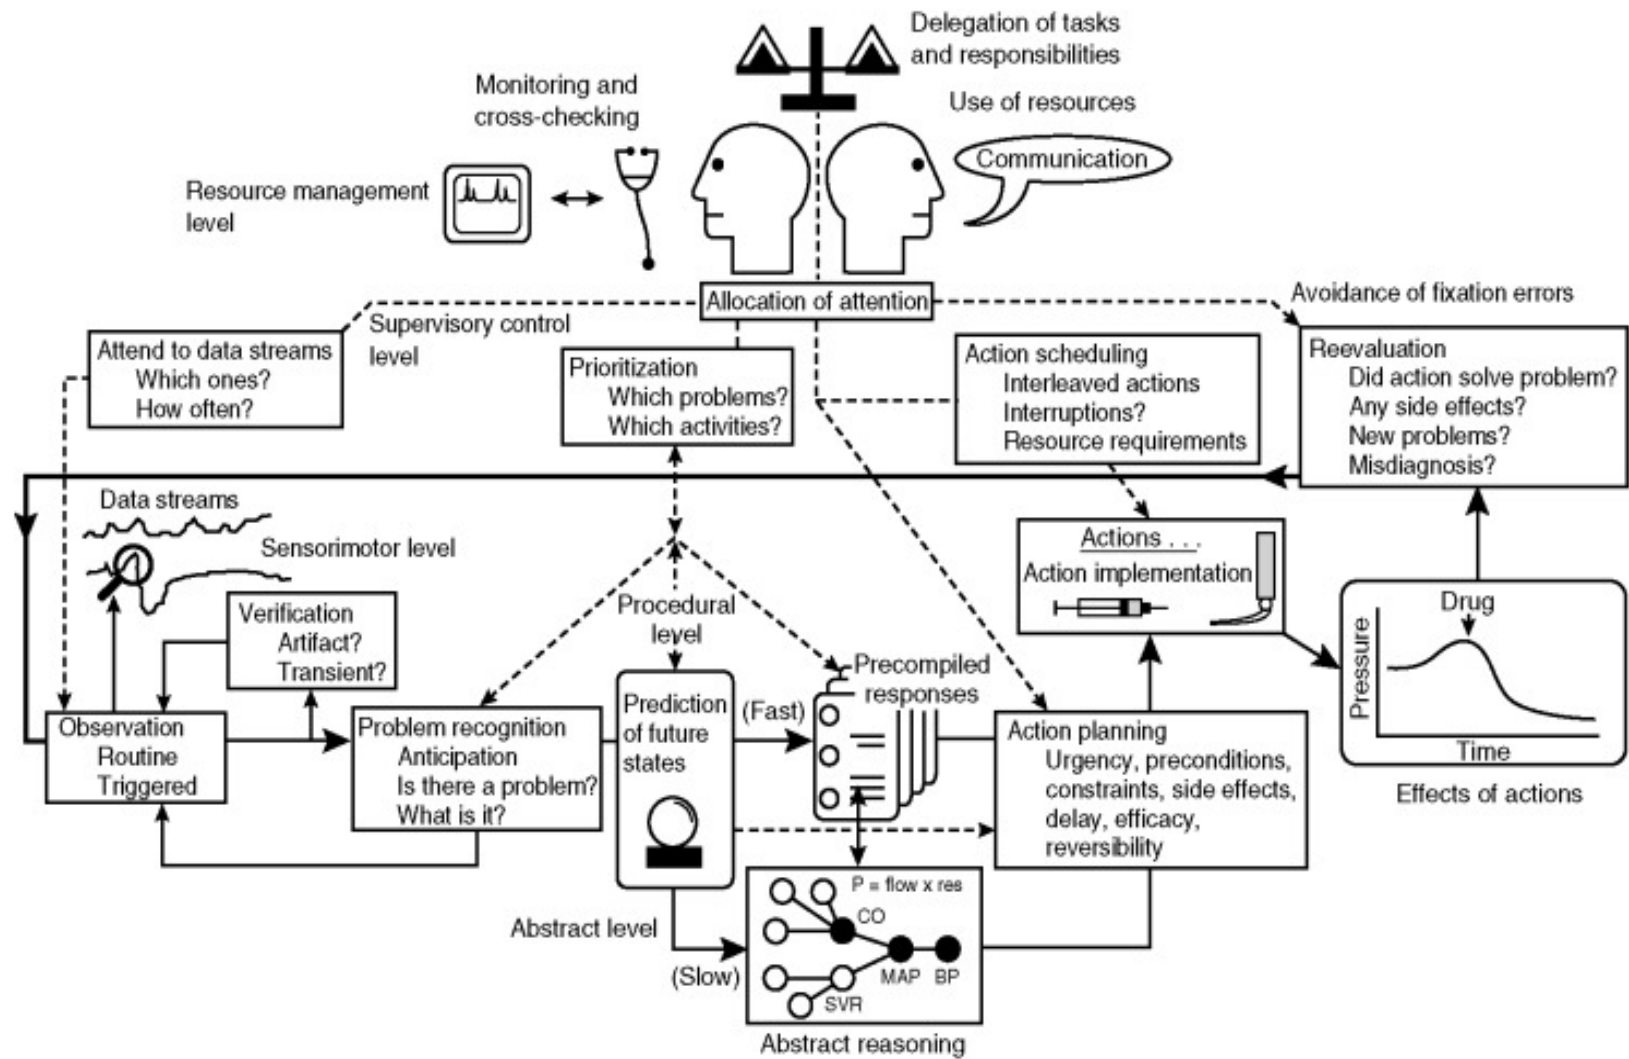 Delegation of tasks
and responsibilities
Monitoring and
cross-checking
Use of resources
Communication
Resource management
level
Allocation of attention
Avoidance of fixation errors
Supervisory control
level
Attend to data streams
Which ones?
How often?
Prioritization
Which problems?
Which activities?
Action scheduling
Interleaved actions
Interruptions?
Resource requirements
Reevaluation
Did action solve problem?
Any side effects?
New problems?
Misdiagnosis?
Data streams
Sensorimotor level
Verification
Artifact?
Transient?
Procedural
level
Actions . . .
Action implementation
Drug
Pressure
Time
Effects of actions
Observation
Routine
Triggered
Problem recognition
Anticipation
Is there a problem?
What is it?
Prediction
of future
states
(Fast)
Precompiled
responses
Action planning
Urgency, preconditions,
constraints, side effects,
delay, efficacy,
reversibility
Abstract level
(Slow)
P = flow x res
CO
MAP BP
SVR
Abstract reasoning